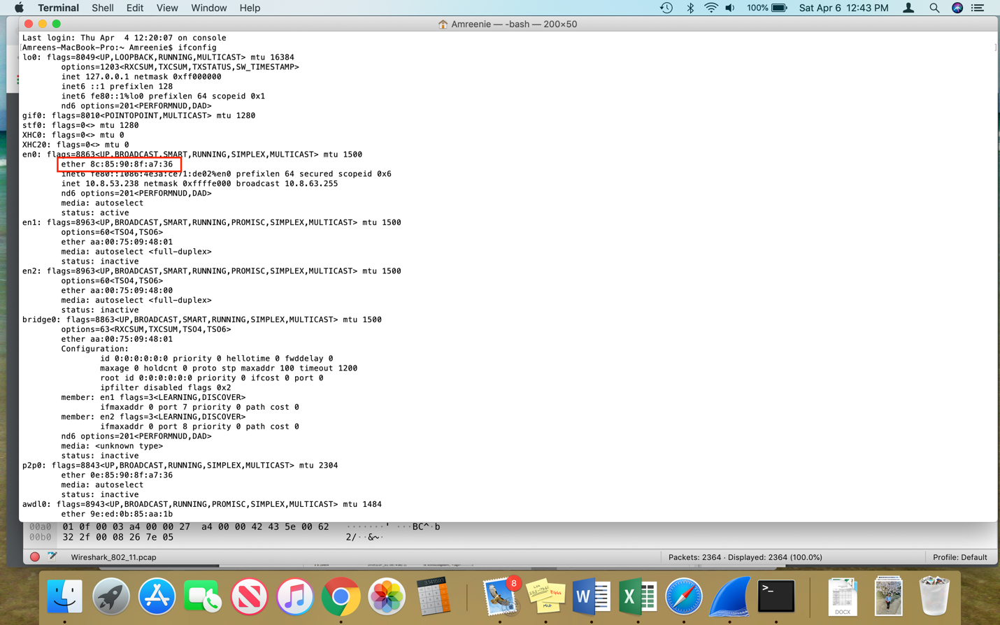 Terminal Shell Edit View Window Help 100% Sat Apr 6 12:43 PM
Amreenie — -bash — 200×50
Last login: Thu Apr  4 12:20:07 on console
[Amreens-MacBook-Pro:~ Amreenie$ ifconfig ]
lo0: flags=8049<UP,LOOPBACK,RUNNING,MULTICAST> mtu 16384
options=1203<RXCSUM,TXCSUM,TXSTATUS,SW_TIMESTAMP>
inet 127.0.0.1 netmask 0xff000000
inet6 ::1 prefixlen 128
inet6 fe80::1%lo0 prefixlen 64 scopeid 0x1
nd6 options=201<PERFORMNUD,DAD>
gif0: flags=8010<POINTOPOINT,MULTICAST> mtu 1280
stf0: flags=0<> mtu 1280
XHC0: flags=0<> mtu 0
XHC20: flags=0<> mtu 0
en0: flags=8863<UP,BROADCAST,SMART,RUNNING,SIMPLEX,MULTICAST> mtu 1500
ether 8c:85:90:8f:a7:36
inet6 fe80::1086:4e3a:ce71:de02%en0 prefixlen 64 secured scopeid 0x6
inet 10.8.53.238 netmask 0xffffe000 broadcast 10.8.63.255
nd6 options=201<PERFORMNUD,DAD>
media: autoselect
status: active
en1: flags=8963<UP,BROADCAST,SMART,RUNNING,PROMISC,SIMPLEX,MULTICAST> mtu 1500
options=60<TSO4,TSO6>
ether aa:00:75:09:48:01
media: autoselect <full-duplex>
status: inactive
en2: flags=8963<UP,BROADCAST,SMART,RUNNING,PROMISC,SIMPLEX,MULTICAST> mtu 1500
options=60<TSO4,TSO6>
ether aa:00:75:09:48:00
media: autoselect <full-duplex>
status: inactive
bridge0: flags=8863<UP,BROADCAST,SMART,RUNNING,SIMPLEX,MULTICAST> mtu 1500
options=63<RXCSUM,TXCSUM,TSO4,TSO6>
ether aa:00:75:09:48:01
Configuration:
id 0:0:0:0:0:0 priority 0 hellotime 0 fwddelay 0
maxage 0 holdcnt 0 proto stp maxaddr 100 timeout 1200
root id 0:0:0:0:0:0 priority 0 ifcost 0 port 0
ipfilter disabled flags 0x2
member: en1 flags=3<LEARNING,DISCOVER>
ifmaxaddr 0 port 7 priority 0 path cost 0
member: en2 flags=3<LEARNING,DISCOVER>
ifmaxaddr 0 port 8 priority 0 path cost 0
nd6 options=201<PERFORMNUD,DAD>
media: <unknown type>
status: inactive
p2p0: flags=8843<UP,BROADCAST,RUNNING,SIMPLEX,MULTICAST> mtu 2304
ether 0e:85:90:8f:a7:36
media: autoselect
status: inactive
awdl0: flags=8943<UP,BROADCAST,RUNNING,PROMISC,SIMPLEX,MULTICAST> mtu 1484
ether 9e:ed:0b:85:aa:1b
00a0 01 0f 00 03 a4 00 00 27 a4 00 00 42 43 5e 00 62 ·······' ···BC^·b
00b0 32 2f 00 08 26 7e 05 2/··&~·
Wireshark_802_11.pcap Packets: 2364 · Displayed: 2364 (100.0%) Profile: Default
8
W
X
>_
DOCX